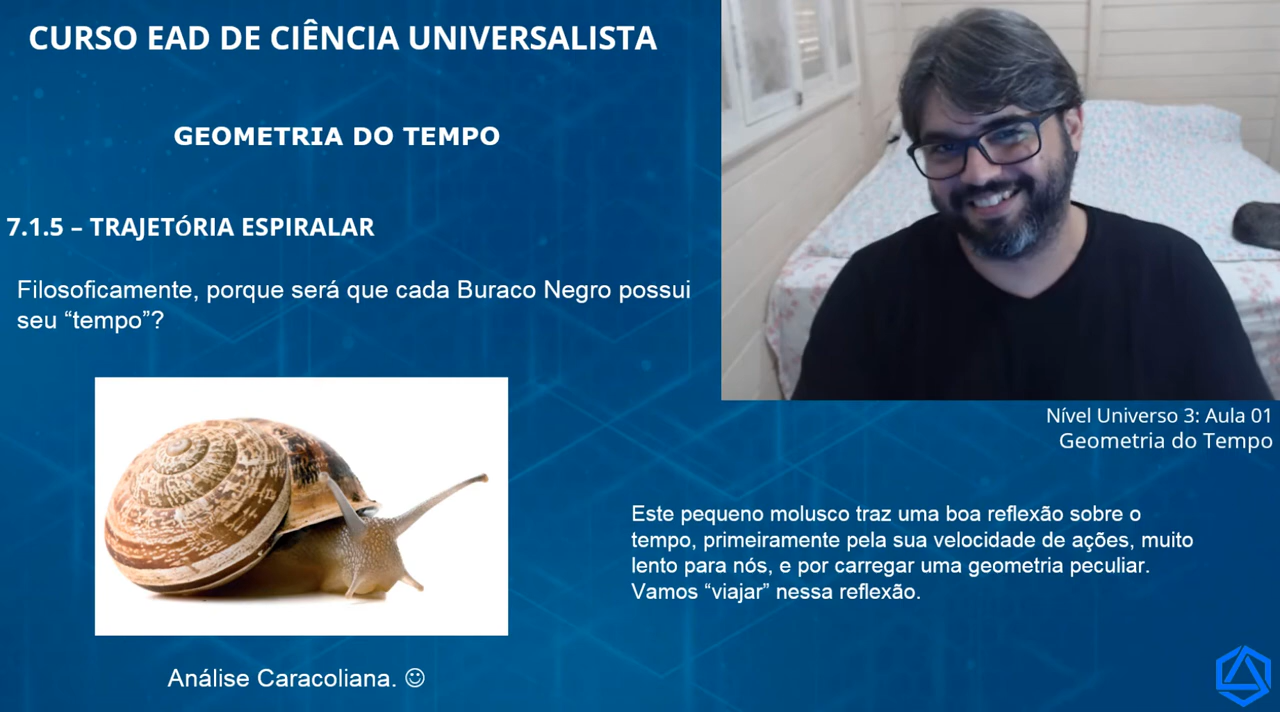 CURSO EAD DE CIÊNCIA UNIVERSALISTA
GEOMETRIA DO TEMPO
7.1.5 – TRAJETÓRIA ESPIRALAR
Filosoficamente, porque será que cada Buraco Negro possui
seu “tempo”?
Nível Universo 3: Aula 01
Geometria do Tempo
Este pequeno molusco traz uma boa reflexão sobre o
tempo, primeiramente pela sua velocidade de ações, muito
lento para nós, e por carregar uma geometria peculiar.
Vamos “viajar” nessa reflexão.
Análise Caracoliana. ☺